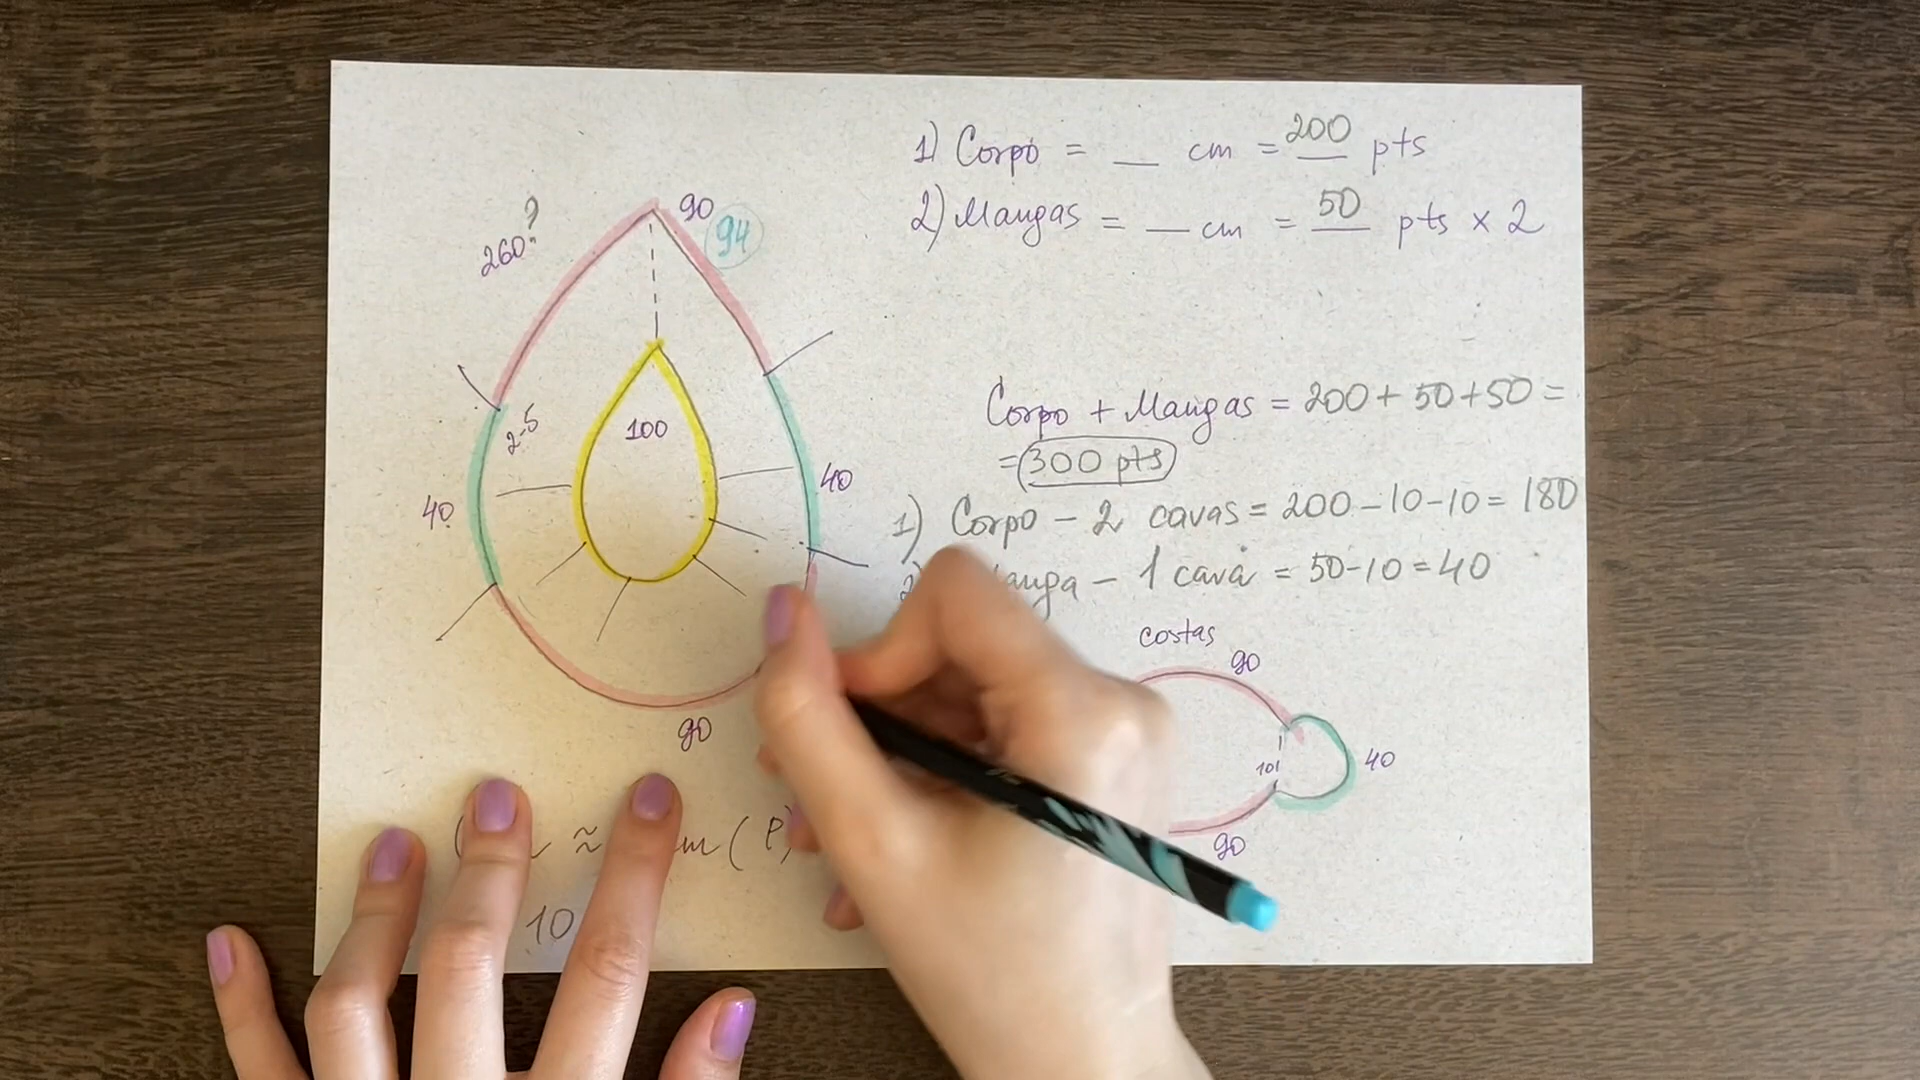 1) Corpo = __ cm = 200 pts
2) Mangas = __ cm = 50 pts x 2
90
94
260?
100
2-5
40
40
90
Corpo + Mangas = 200 + 50 + 50 =
= 300 pts
1) Corpo - 2 cavas = 200 - 10 - 10 = 180
- 1 cava = 50 - 10 = 40
costas
90
10
40
90
≈
(P)
10